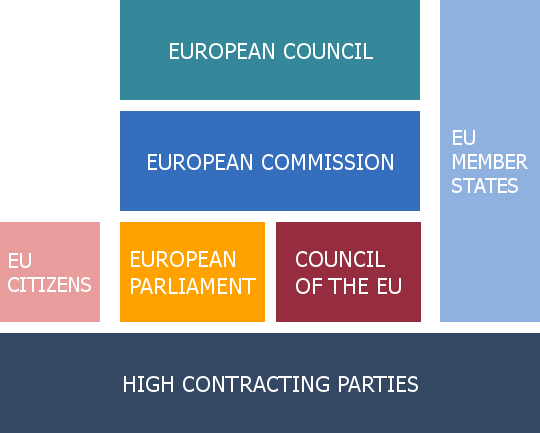 EUROPEAN COUNCIL
EUROPEAN COMMISSION
EU
MEMBER
STATES
EU
CITIZENS
EUROPEAN
PARLIAMENT
COUNCIL
OF THE EU
HIGH CONTRACTING PARTIES